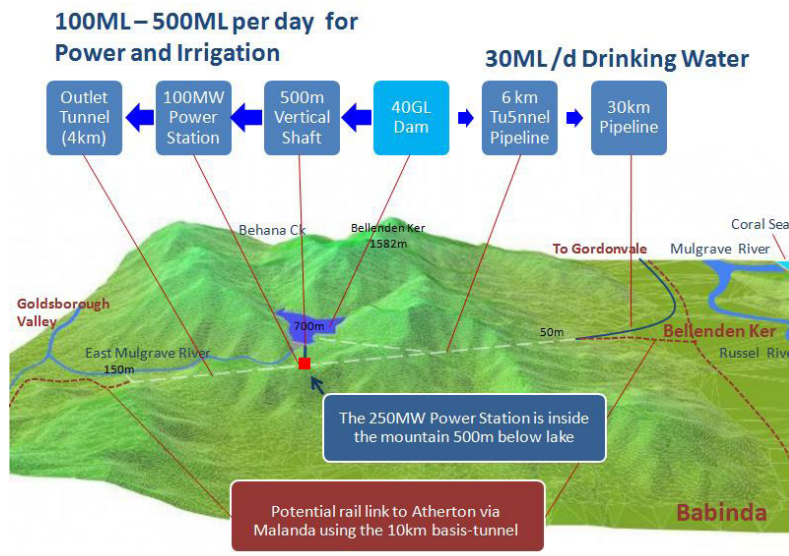 100ML – 500ML per day for
Power and Irrigation
30ML /d Drinking Water
Outlet
Tunnel
(4km)
100MW
Power
Station
500m
Vertical
Shaft
40GL
Dam
6 km
Tu5nnel
Pipeline
30km
Pipeline
Behana Ck
Bellenden Ker
1582m
To Gordonvale
Mulgrave River
Coral Sea
Goldsborough
Valley
700m
50m
Bellenden Ker
East Mulgrave River
150m
Russel Rive
The 250MW Power Station is inside
the mountain 500m below lake
Potential rail link to Atherton via
Malanda using the 10km basis-tunnel
Babinda